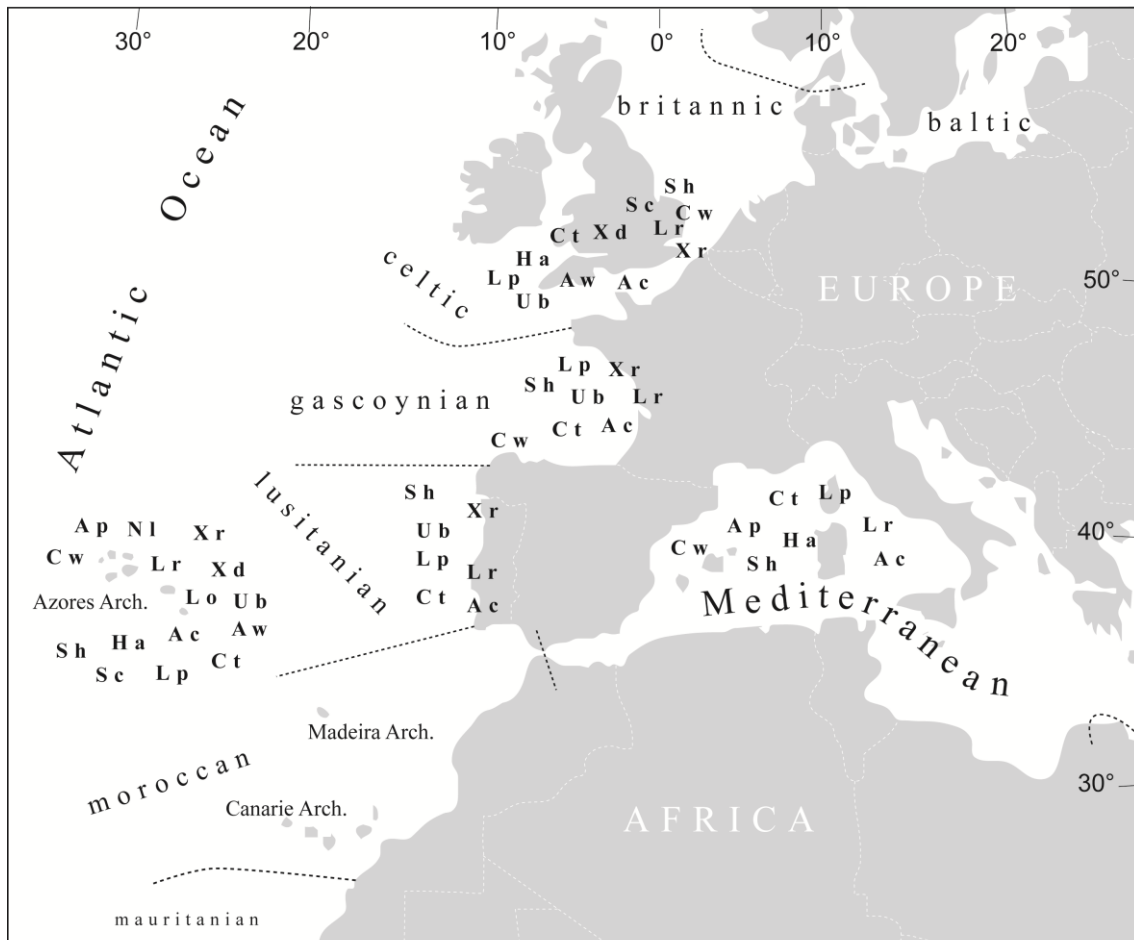 30° 20° 10° 0° 10° 20°
Atlantic Ocean
britannic
baltic
Sh
Sc
Cw
Ct
Xd
Lr
Xr
Ha
Lp
Aw
Ac
Ub
celtic
EUROPE
50°
gascoynian
Lp
Xr
Sh
Ub
Lr
Ct
Ac
Cw
lusitanian
Sh
Xr
Ub
Lp
Lr
Ct
Ac
Ct
Lp
Ap
Lr
Cw
Ha
Sh
Ac
Mediterranean
40°
Ap
Nl
Xr
Cw
Lr
Xd
Azores Arch.
Lo
Ub
Sh
Ha
Ac
Aw
Sc
Lp
Ct
Madeira Arch.
moroccan
Canarie Arch.
AFRICA
30°
mauritanian